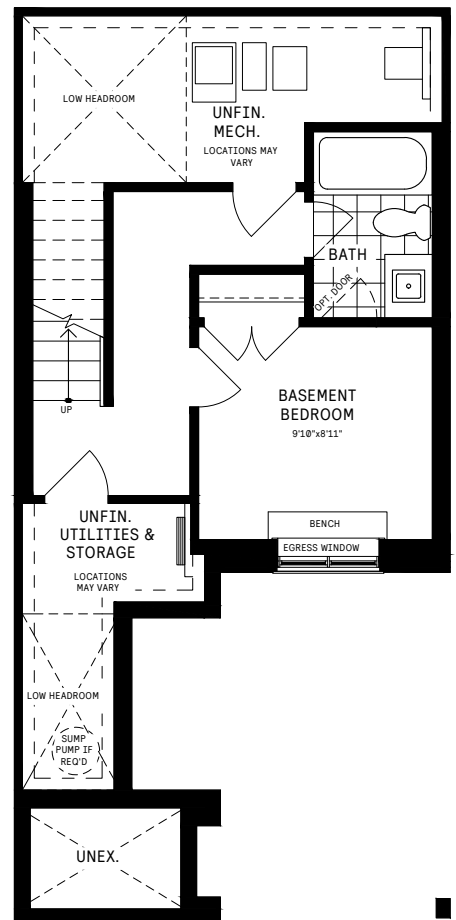 LOW HEADROOM
UNFIN.
MECH.
LOCATIONS MAY
VARY
BATH
OPT. DOOR
UP
BASEMENT
BEDROOM
9'10"x8'11"
BENCH
EGRESS WINDOW
UNFIN.
UTILITIES &
STORAGE
LOCATIONS
MAY VARY
LOW HEADROOM
SUMP
PUMP IF
REQ'D
UNEX.